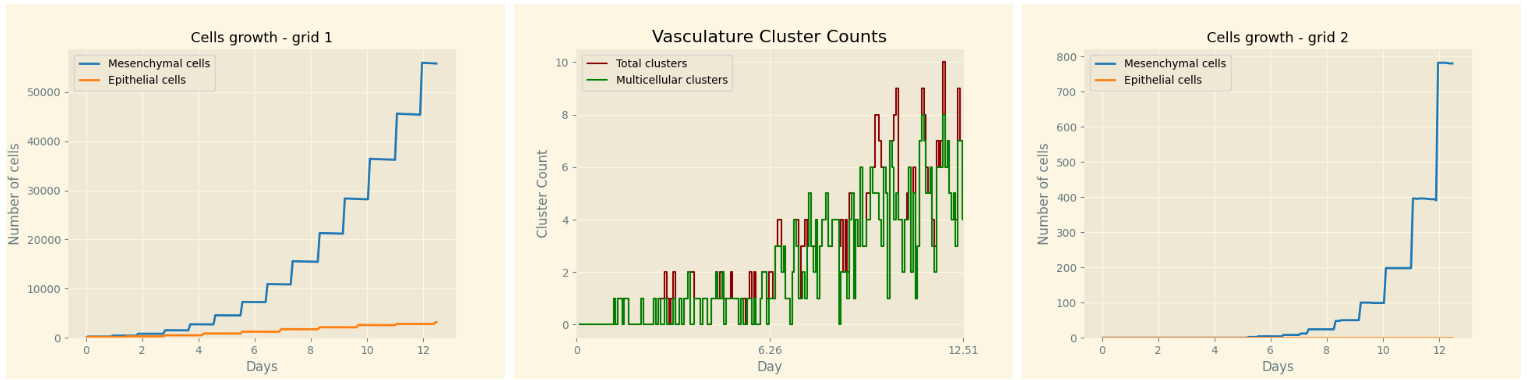 Cells growth - grid 1
Mesenchymal cells
Epithelial cells
Number of cells
50000
40000
30000
20000
10000
0
0 2 4 6 8 10 12
Days
Vasculature Cluster Counts
Total clusters
Multicellular clusters
Cluster Count
10
8
6
4
2
0
0 6.26 12.51
Day
Cells growth - grid 2
Mesenchymal cells
Epithelial cells
Number of cells
800
700
600
500
400
300
200
100
0
0 2 4 6 8 10 12
Days